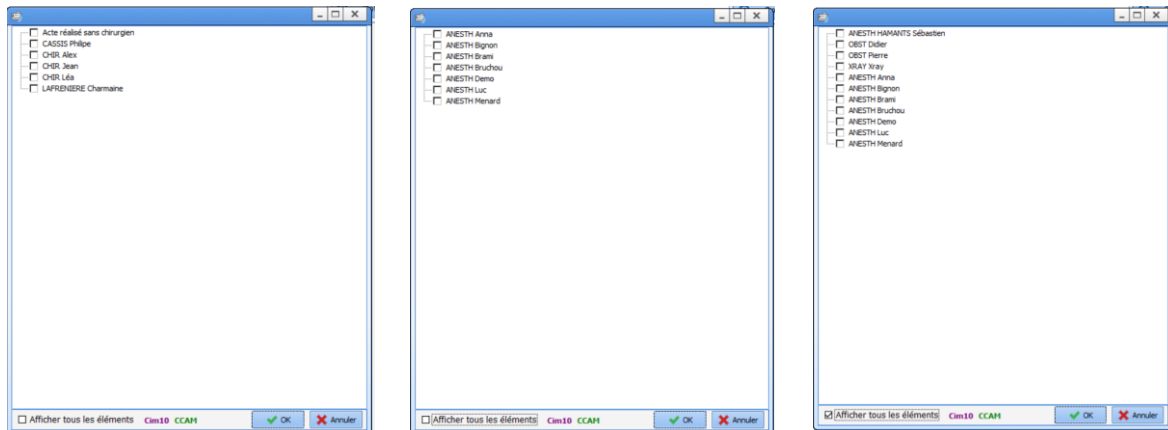 Acte réalisé sans chirurgien
CASSIS Philpe
CHIR Alex
CHIR Jean
CHIR Léa
LAFRENIERE Charmaine
Afficher tous les éléments Cim10 CCAM OK Annuler
ANESTH Anna
ANESTH Bignon
ANESTH Brami
ANESTH Bruchou
ANESTH Demo
ANESTH Luc
ANESTH Menard
Afficher tous les éléments Cim10 CCAM OK Annuler
ANESTH HAMANTS Sébastien
OBST Didier
OBST Pierre
XRAY Xray
ANESTH Anna
ANESTH Bignon
ANESTH Brami
ANESTH Bruchou
ANESTH Demo
ANESTH Luc
ANESTH Menard
Afficher tous les éléments Cim10 CCAM OK Annuler